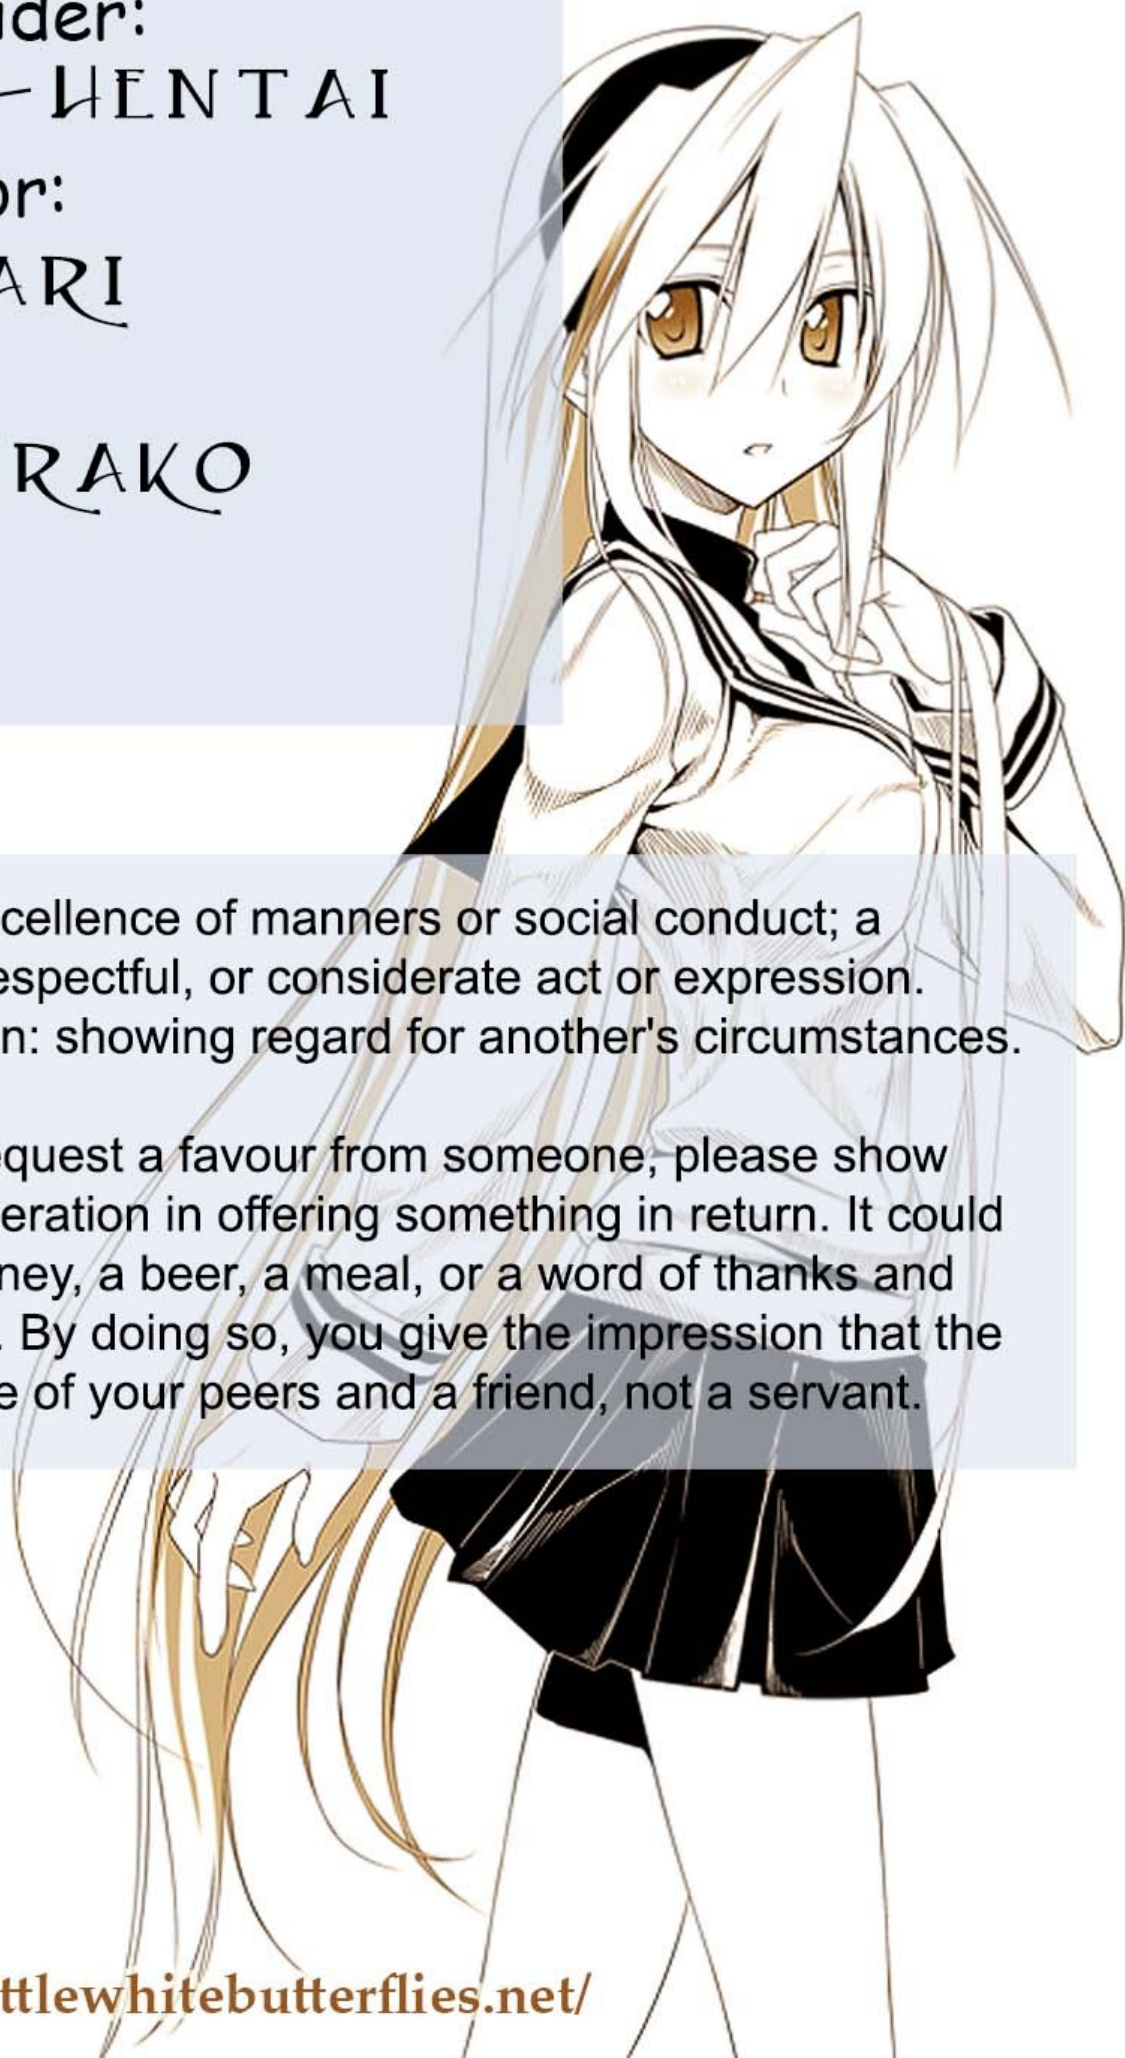 ider:
-HENTAI
or:
ARI
RAKO
cellence of manners or social conduct; a
espectful, or considerate act or expression.
n: showing regard for another's circumstances.
equest a favour from someone, please show
eration in offering something in return. It could
ney, a beer, a meal, or a word of thanks and
. By doing so, you give the impression that the
e of your peers and a friend, not a servant.
ttlewhitebutterflies.net/